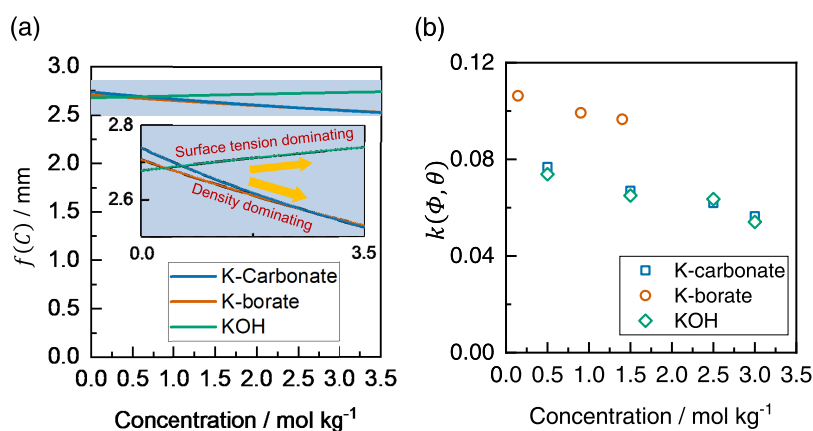 (a)
3.0
2.5
2.0
1.5
1.0
0.5
0.0
f(C) / mm
2.8
2.6
Surface tension dominating
Density dominating
0.0
3.5
K-Carbonate
K-borate
KOH
0.0 0.5 1.0 1.5 2.0 2.5 3.0 3.5
Concentration / mol kg⁻¹
(b)
0.12
0.08
0.04
0.00
k(Φ, θ)
K-carbonate
K-borate
KOH
0.5 1.0 1.5 2.0 2.5 3.0 3.5
Concentration / mol kg⁻¹